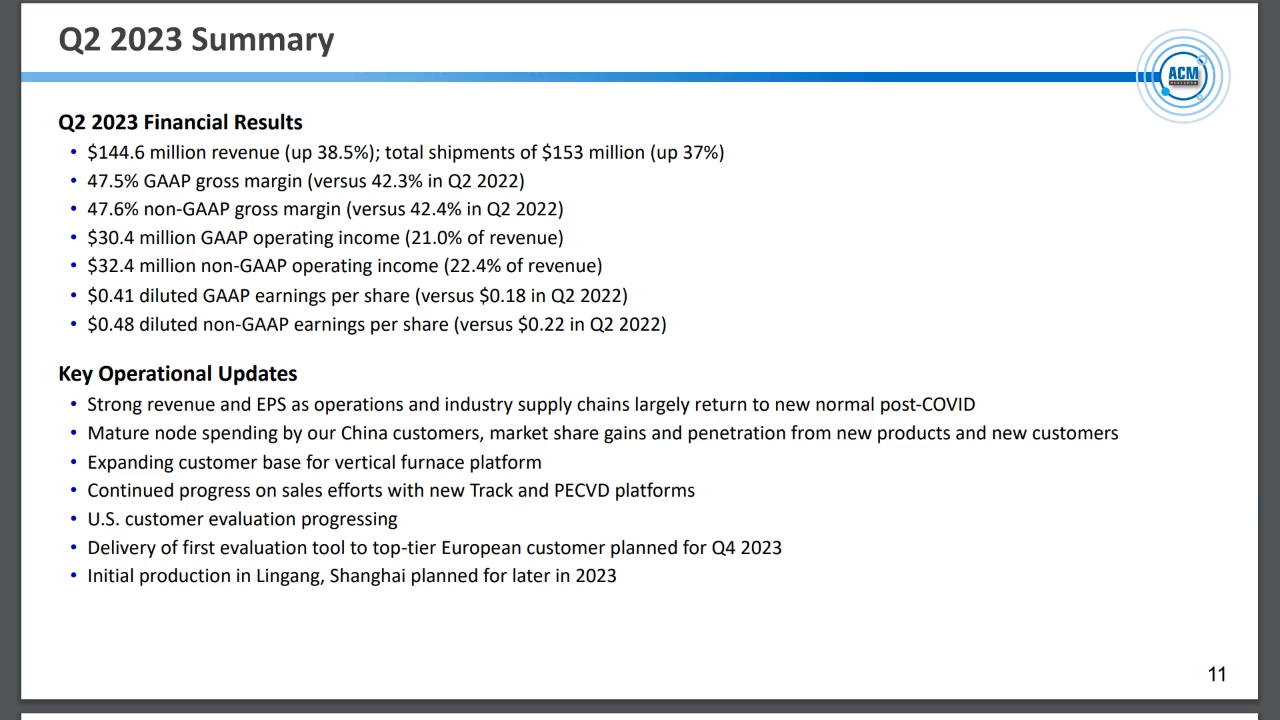 Q2 2023 Summary
ACM
RESEARCH
Q2 2023 Financial Results
• $144.6 million revenue (up 38.5%); total shipments of $153 million (up 37%)
• 47.5% GAAP gross margin (versus 42.3% in Q2 2022)
• 47.6% non-GAAP gross margin (versus 42.4% in Q2 2022)
• $30.4 million GAAP operating income (21.0% of revenue)
• $32.4 million non-GAAP operating income (22.4% of revenue)
• $0.41 diluted GAAP earnings per share (versus $0.18 in Q2 2022)
• $0.48 diluted non-GAAP earnings per share (versus $0.22 in Q2 2022)
Key Operational Updates
• Strong revenue and EPS as operations and industry supply chains largely return to new normal post-COVID
• Mature node spending by our China customers, market share gains and penetration from new products and new customers
• Expanding customer base for vertical furnace platform
• Continued progress on sales efforts with new Track and PECVD platforms
• U.S. customer evaluation progressing
• Delivery of first evaluation tool to top-tier European customer planned for Q4 2023
• Initial production in Lingang, Shanghai planned for later in 2023
11